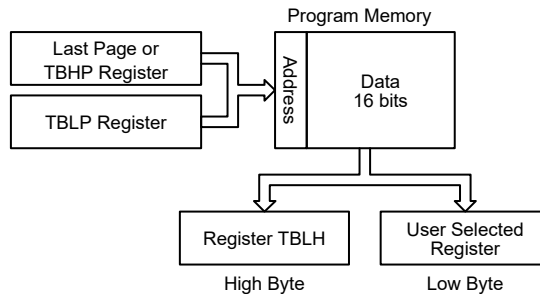 Program Memory
Last Page or
TBHP Register
TBLP Register
Address
Data
16 bits
Register TBLH
User Selected
Register
High Byte
Low Byte